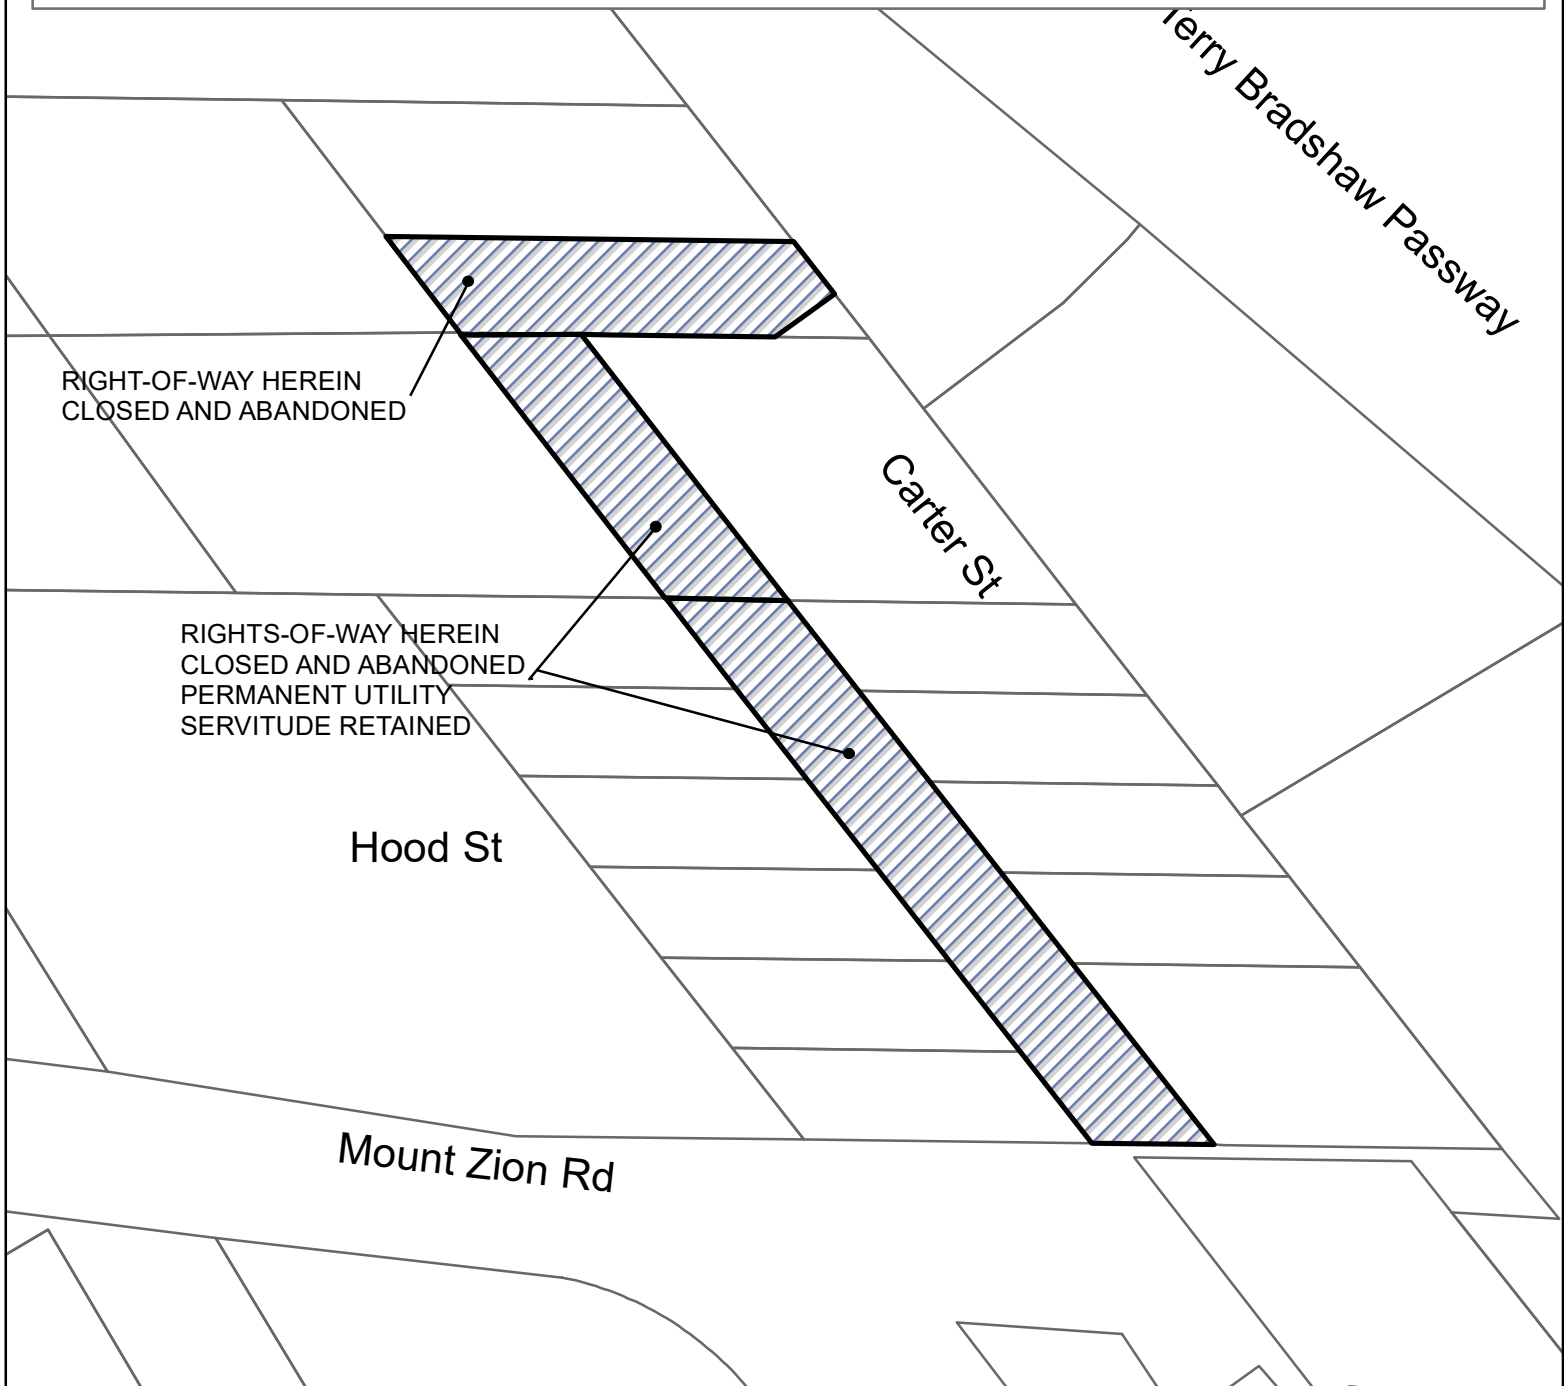 Terry Bradshaw Passway
RIGHT-OF-WAY HEREIN
CLOSED AND ABANDONED
Carter St
RIGHTS-OF-WAY HEREIN
CLOSED AND ABANDONED
PERMANENT UTILITY
SERVITUDE RETAINED
Hood St
Mount Zion Rd